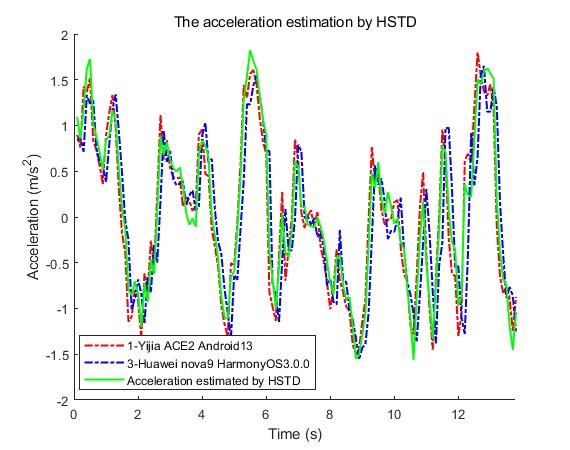 The acceleration estimation by HSTD
Acceleration (m/s²)
2
1.5
1
0.5
0
-0.5
-1
-1.5
-2
1-Yijia ACE2 Android13
3-Huawei nova9 HarmonyOS3.0.0
Acceleration estimated by HSTD
0 2 4 6 8 10 12
Time (s)